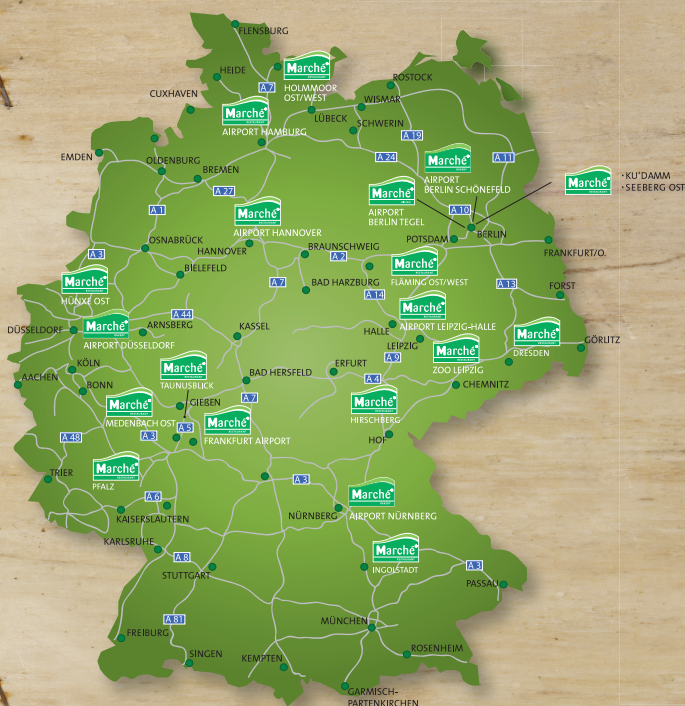 FLENSBURG
HEIDE
Marché
HOLMMOOR
OST/WEST
A 7
ROSTOCK
CUXHAVEN
WISMAR
Marché
LÜBECK
SCHWERIN
AIRPORT HAMBURG
A 19
EMDEN
OLDENBURG
BREMEN
A 24
Marché
A 11
AIRPORT
BERLIN SCHÖNEFELD
Marché
· KU'DAMM
· SEEBERG OST
A 27
Marché
A 1
Marché
A 10
AIRPORT
BERLIN TEGEL
AIRPORT HANNOVER
BERLIN
OSNABRÜCK
HANNOVER
BRAUNSCHWEIG
POTSDAM
A 3
A 2
FRANKFURT/O.
BIELEFELD
Marché
FLÄMING OST/WEST
Marché
HÜNXE OST
A 7
BAD HARZBURG
A 14
A 13
FORST
Marché
A 44
DÜSSELDORF
Marché
ARNSBERG
KASSEL
HALLE
AIRPORT LEIPZIG-HALLE
Marché
AIRPORT DÜSSELDORF
LEIPZIG
Marché
DRESDEN
GÖRLITZ
KÖLN
Marché
ERFURT
A 9
ZOO LEIPZIG
AACHEN
BONN
TAUNUSBLICK
BAD HERSFELD
A 4
CHEMNITZ
Marché
MEDENBACH OST
GIEßEN
A 7
Marché
HIRSCHBERG
Marché
A 48
A 3
A 5
FRANKFURT AIRPORT
HOF
TRIER
Marché
PFALZ
A 3
A 6
Marché
KAISERSLAUTERN
NÜRNBERG
AIRPORT NÜRNBERG
KARLSRUHE
Marché
A 8
A 3
STUTTGART
INGOLSTADT
PASSAU
A 81
MÜNCHEN
FREIBURG
SINGEN
KEMPTEN
ROSENHEIM
GARMISCH-
PARTENKIRCHEN